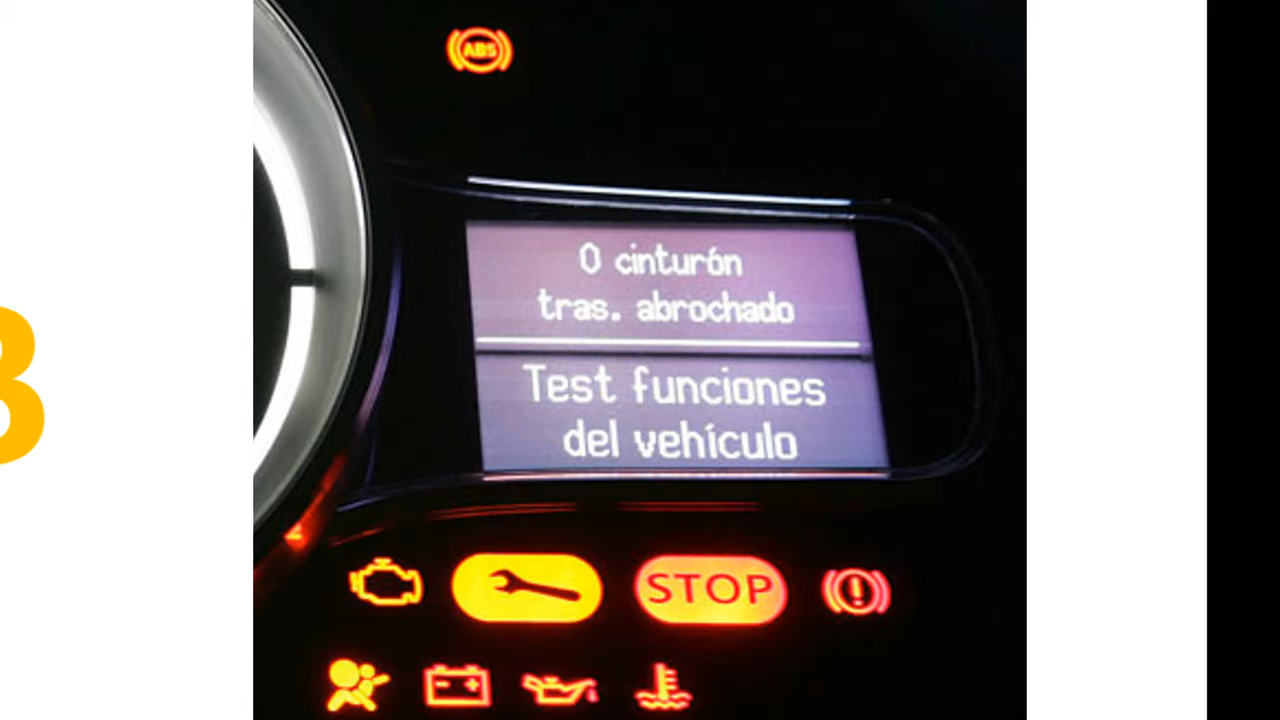 ABS
0 cinturón
tras. abrochado
Test funciones
del vehículo
STOP